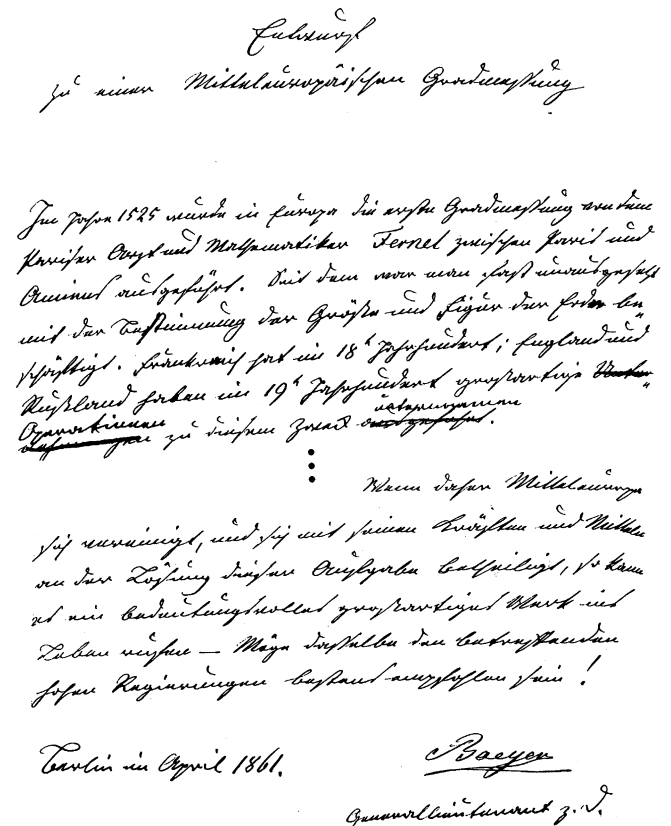 Entwurf
zu einer Mitteleuropäischen Gradmessung
Im Jahre 1525 wurde in Europa die erste Gradmessung von dem
Pariser Arzt und Mathematiker Fernel zwischen Paris und
Amiens ausgeführt. Seit dem war man fast unausgesetzt
mit der Bestimmung der Größe und Figur der Erde be-
schäftigt. Frankreich hat im 18t Jahrhundert; England und
Rußland haben im 19t Jahrhundert großartige Unter-
Operationen unternommen
nehmungen zu diesem Zweck ausgeführt.
Wenn daher Mitteleuropa
sich vereinigt, und sich mit seinen Kräften und Mitteln
an der Lösung dieser Aufgabe betheiligt, so kann
es ein bedeutungsvolles großartiges Werk ins
Leben rufen — Möge dasselbe den betreffenden
hohen Regierungen bestens empfohlen sein!
Berlin im April 1861.
Baeyer
Generallieutenant z. D.